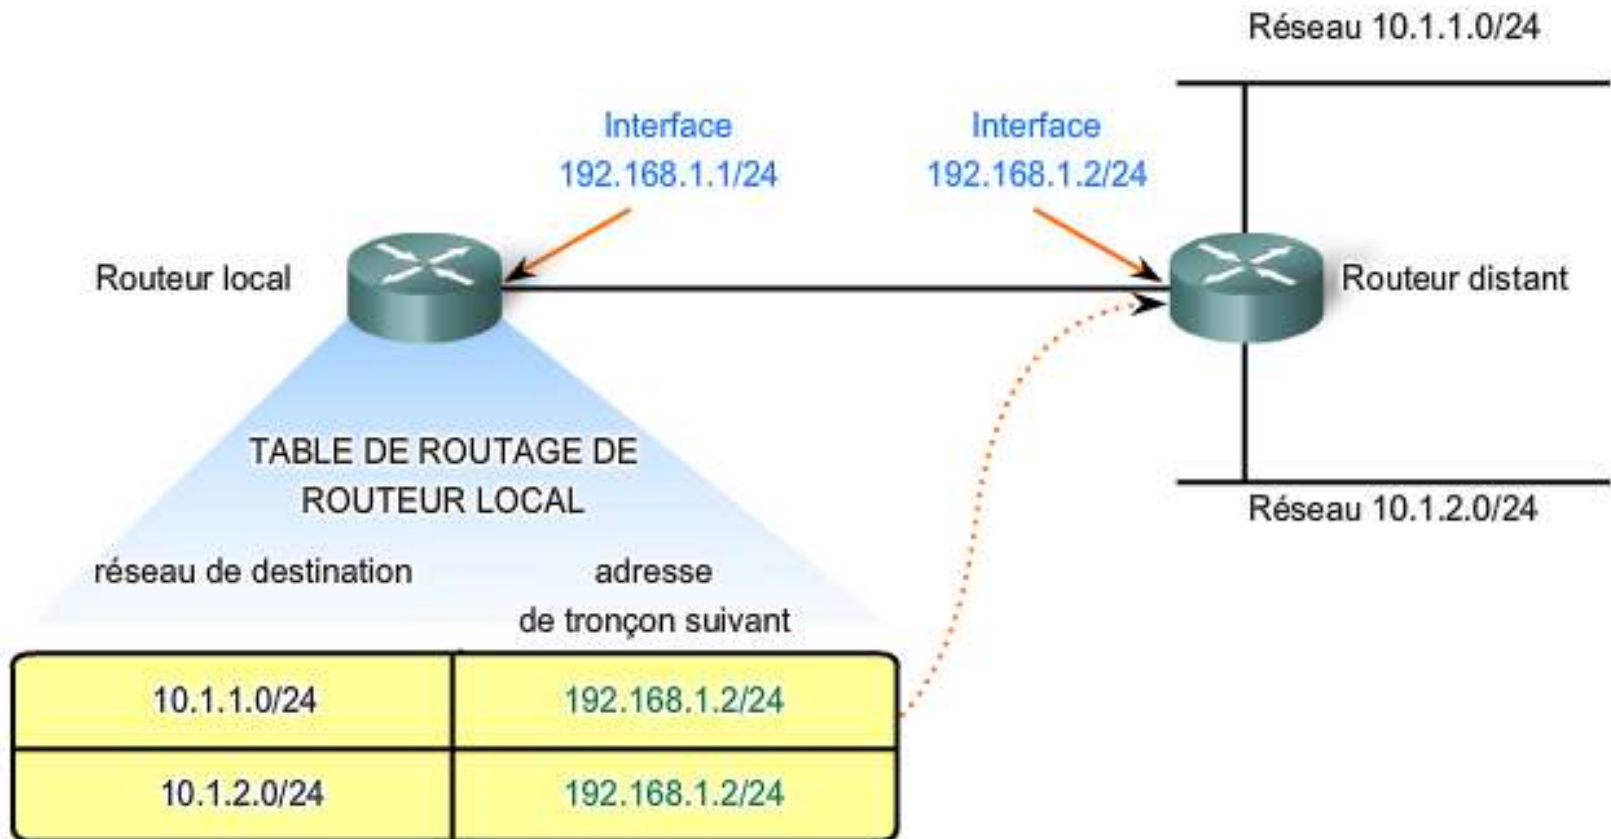 Réseau 10.1.1.0/24
Interface
192.168.1.1/24
Interface
192.168.1.2/24
Routeur local
Routeur distant
TABLE DE ROUTAGE DE
ROUTEUR LOCAL
Réseau 10.1.2.0/24
réseau de destination
adresse
de tronçon suivant
10.1.1.0/24
192.168.1.2/24
10.1.2.0/24
192.168.1.2/24